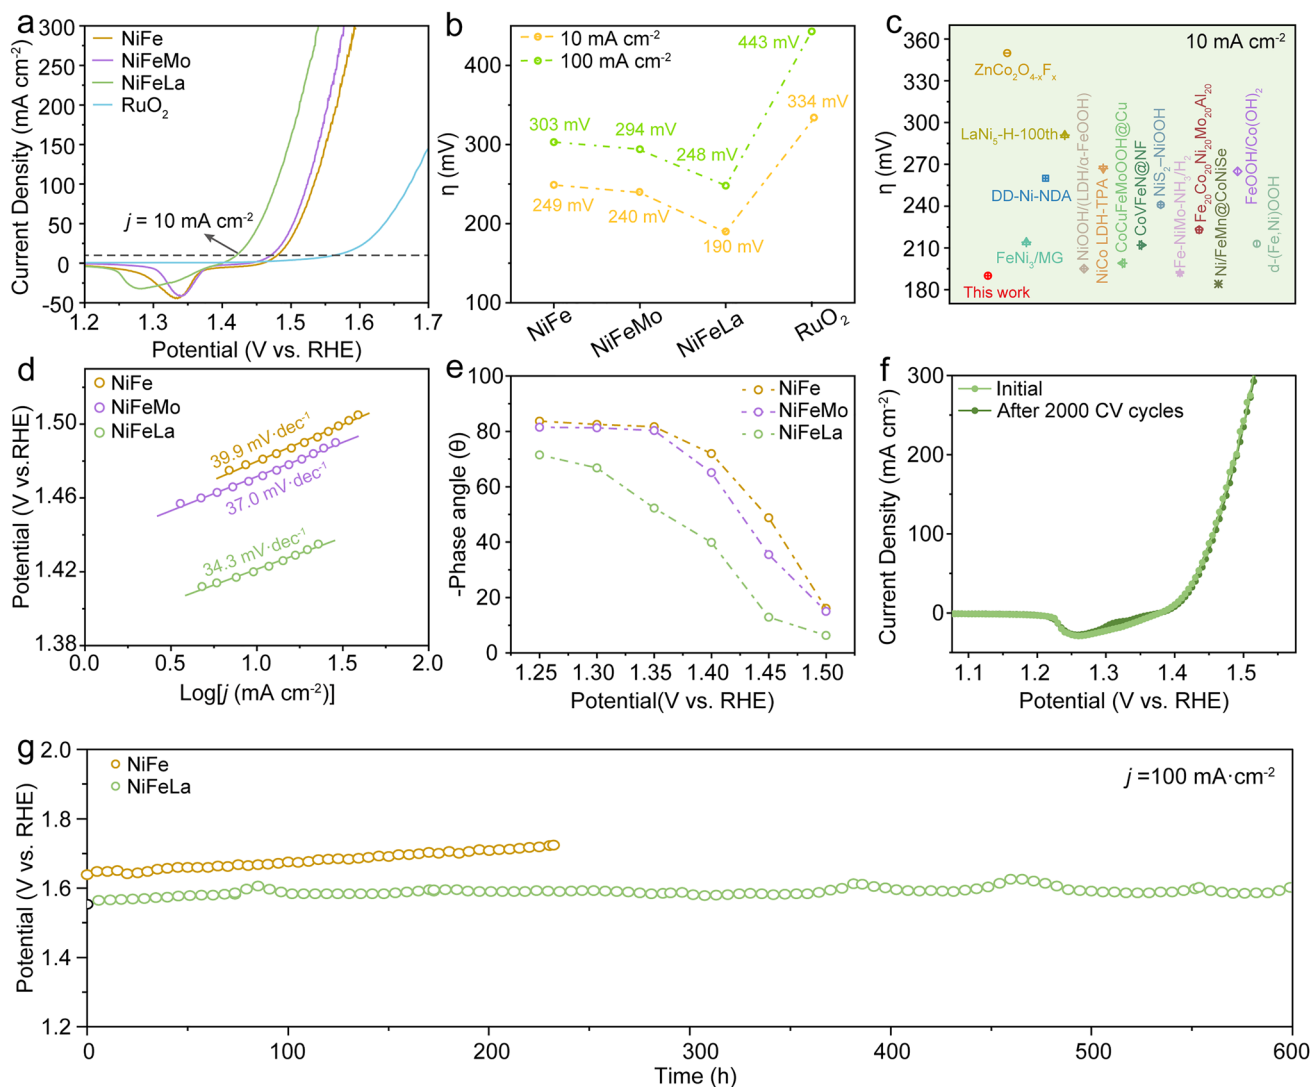 a
300
250
200
150
100
50
0
-50
1.2
1.3
1.4
1.5
1.6
1.7
Current Density (mA cm⁻²)
Potential (V vs. RHE)
NiFe
NiFeMo
NiFeLa
RuO₂
j = 10 mA cm⁻²
b
400
300
200
100
η (mV)
10 mA cm⁻²
100 mA cm⁻²
443 mV
334 mV
303 mV
294 mV
248 mV
249 mV
240 mV
190 mV
NiFe
NiFeMo
NiFeLa
RuO₂
c
360
330
300
270
240
210
180
η (mV)
10 mA cm⁻²
ZnCo₂O₄₋ₓFₓ
LaNi₅-H-100th
DD-Ni-NDA
FeNi₃/MG
This work
NiOOH/(LDH/α-FeOOH)
NiCo LDH-TPA
CoCuFeMoOOH@Cu
CoVFeN@NF
NiS₂–NiOOH
Fe-NiMo-NH₃/H₂
Fe₂₀Co₂₀Ni₂₀Mo₂₀Al₂₀
Ni/FeMn@CoNiSe
FeOOH/Co(OH)₂
d-(Fe,Ni)OOH
d
NiFe
NiFeMo
NiFeLa
1.50
1.46
1.42
1.38
Potential (V vs.RHE)
39.9 mV·dec⁻¹
37.0 mV·dec⁻¹
34.3 mV·dec⁻¹
0.0
0.5
1.0
1.5
2.0
Log[j (mA cm⁻²)]
e
100
80
60
40
20
0
-Phase angle (θ)
NiFe
NiFeMo
NiFeLa
1.25
1.30
1.35
1.40
1.45
1.50
Potential(V vs. RHE)
f
300
200
100
0
Current Density (mA cm⁻²)
Initial
After 2000 CV cycles
1.1
1.2
1.3
1.4
1.5
Potential (V vs. RHE)
g
2.0
1.8
1.6
1.4
1.2
Potential (V vs. RHE)
NiFe
NiFeLa
j =100 mA·cm⁻²
0
100
200
300
400
500
600
Time (h)